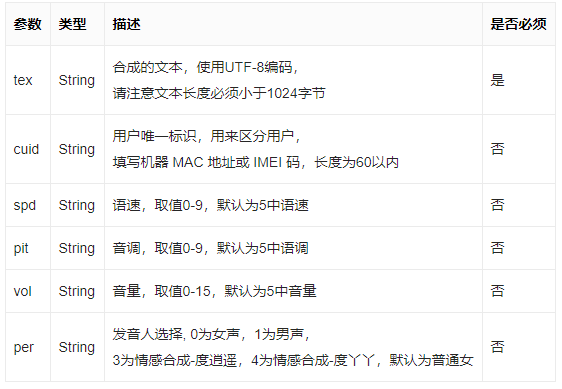 参数 类型 描述 是否必须
tex String 合成的文本，使用UTF-8编码， 是
请注意文本长度必须小于1024字节
cuid String 用户唯一标识，用来区分用户， 否
填写机器 MAC 地址或 IMEI 码，长度为60以内
spd String 语速，取值0-9，默认为5中语速 否
pit String 音调，取值0-9，默认为5中语调 否
vol String 音量，取值0-15，默认为5中音量 否
per String 发音人选择, 0为女声，1为男声， 否
3为情感合成-度逍遥，4为情感合成-度丫丫，默认为普通女